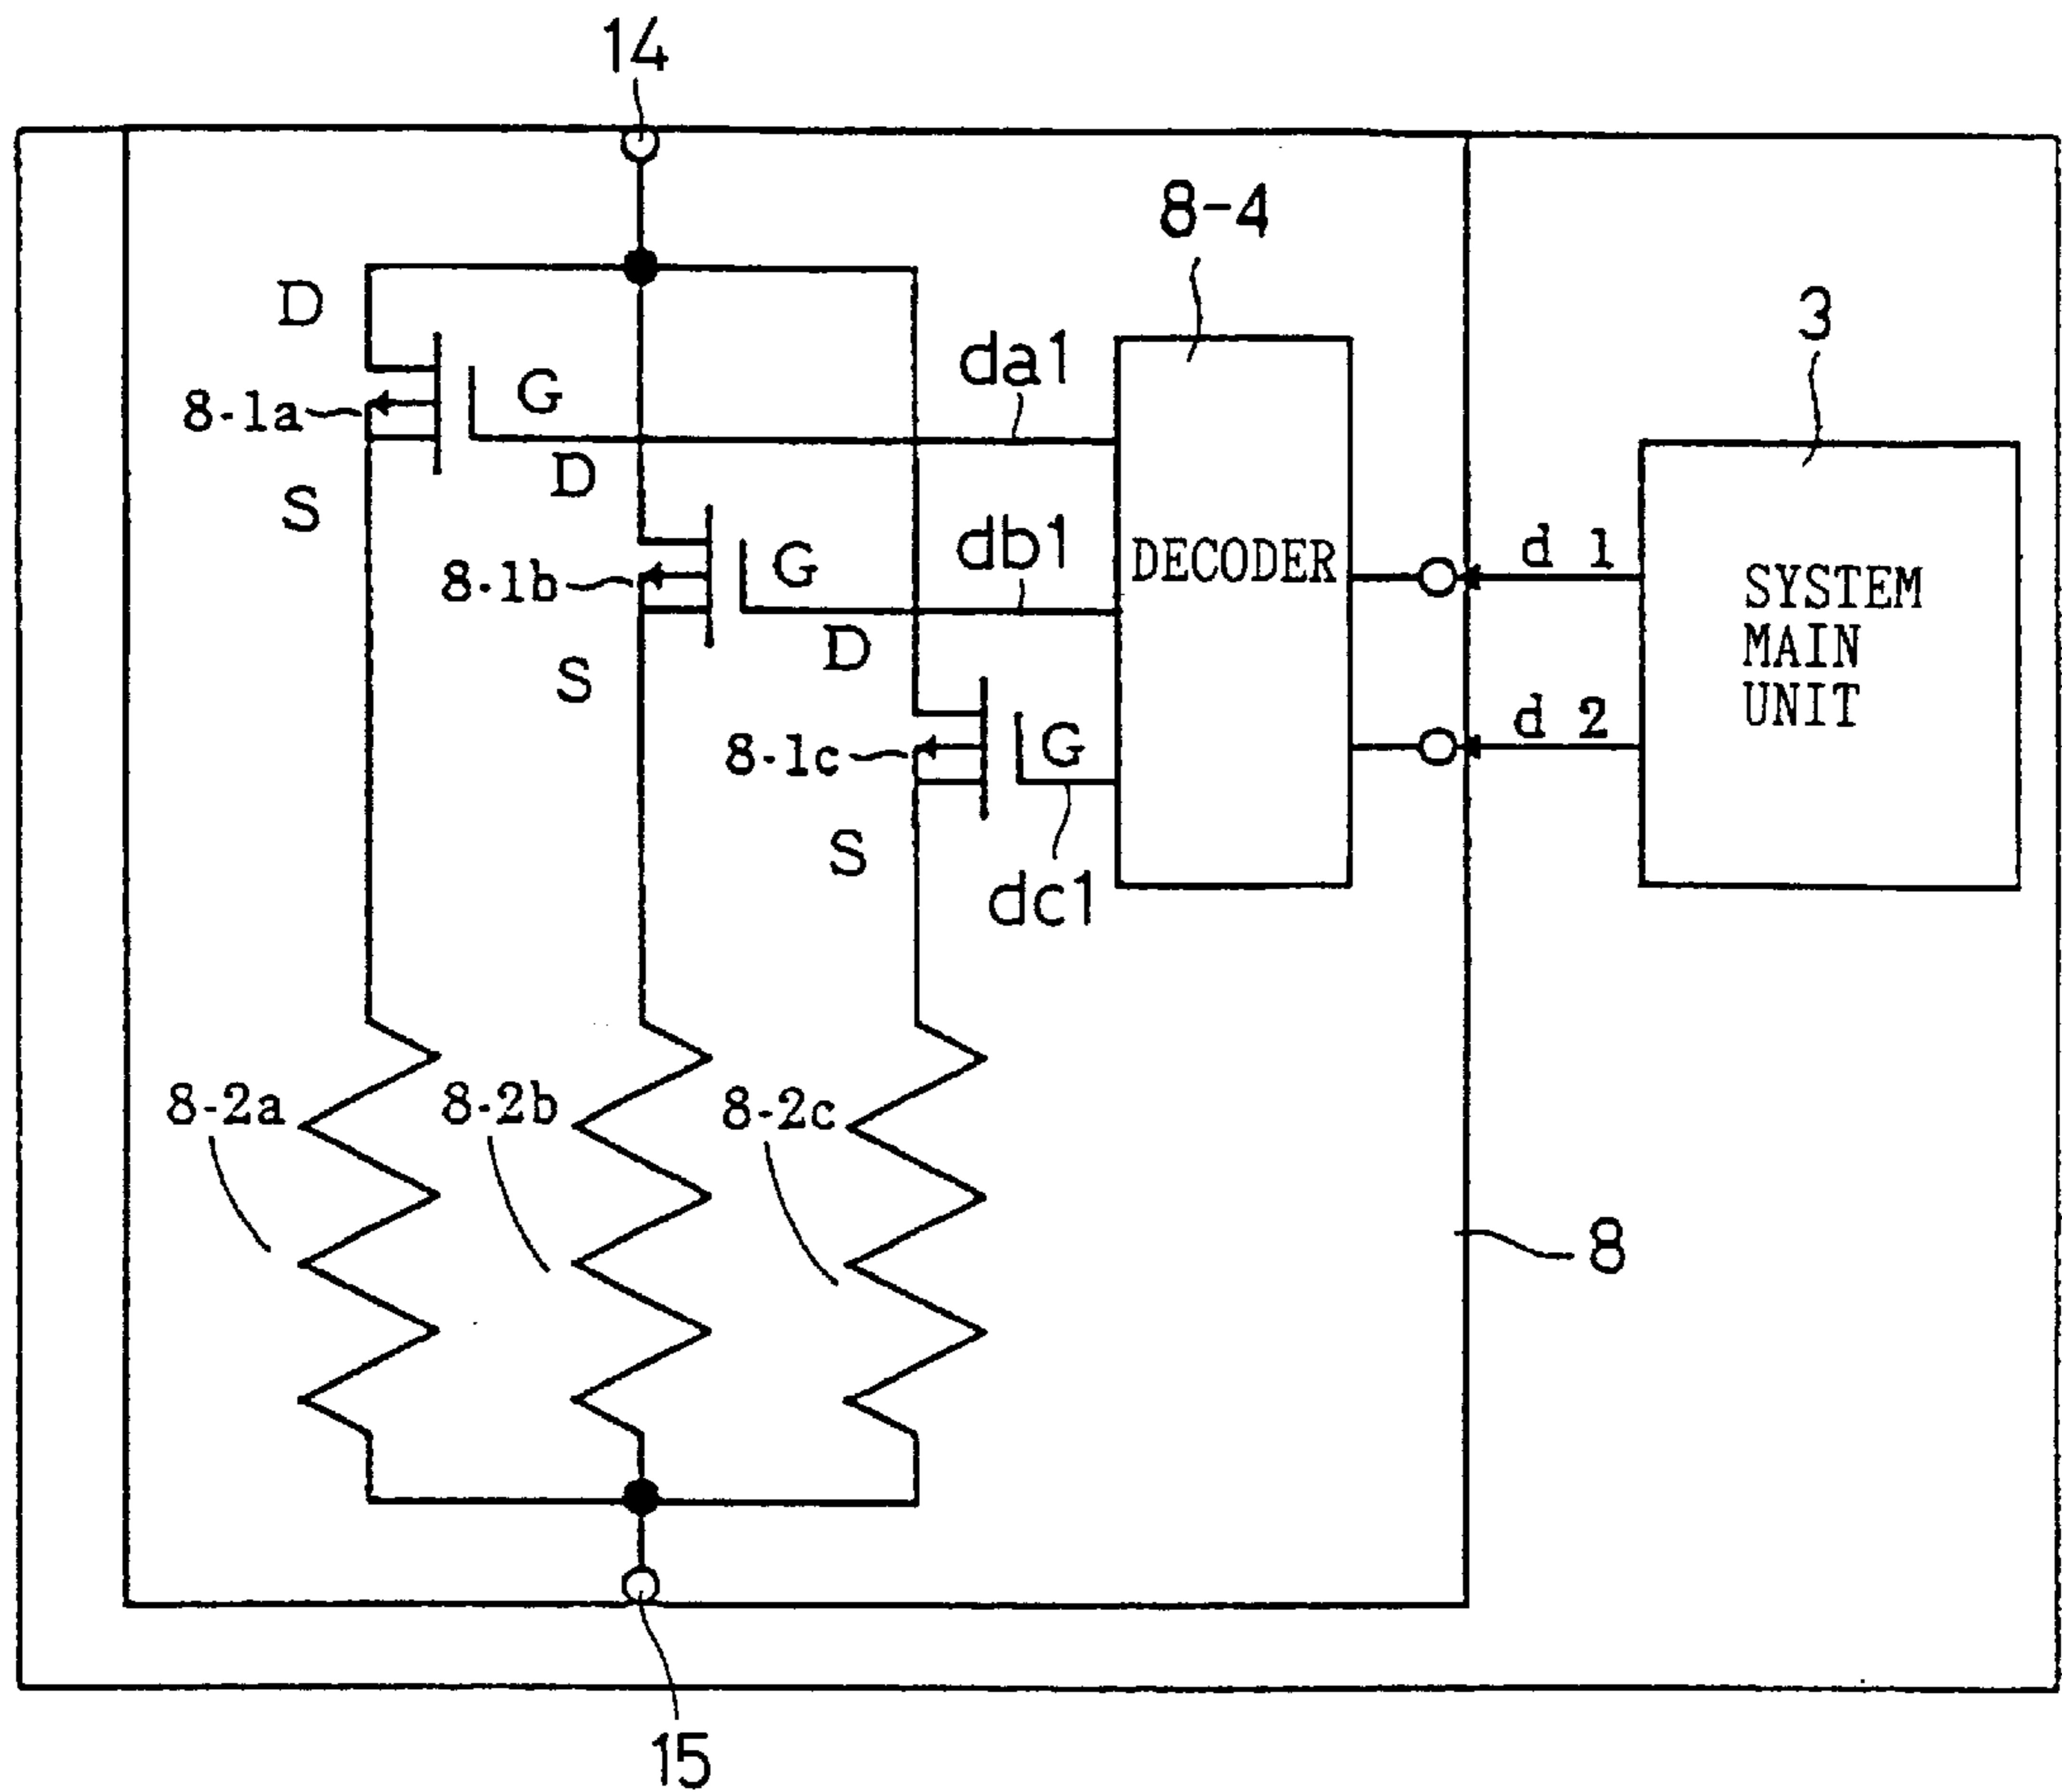 14
8-4
3
D
da1
8-1a
G
S
D
db1
DECODER
d 1
8-1b
G
SYSTEM
MAIN
UNIT
S
D
d 2
8-1c
G
S
dc1
8-2a
8-2b
8-2c
8
15